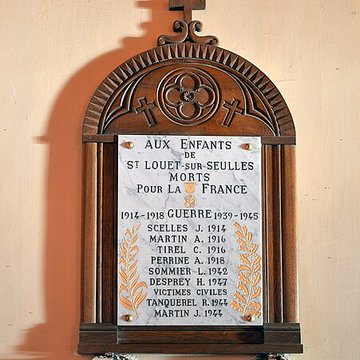 AUX ENFANTS
DE
ST LOUET-SUR-SEULLES
MORTS
POUR LA FRANCE
1914-1918 GUERRE 1939-1945
SCELLES J. 1914
MARTIN A. 1916
TIREL C. 1916
PERRINE A. 1918
SOMMIER L. 1942
DESPREY H. 1947
VICTIMES CIVILES
TANQUEREL R. 1944
MARTIN J. 1944